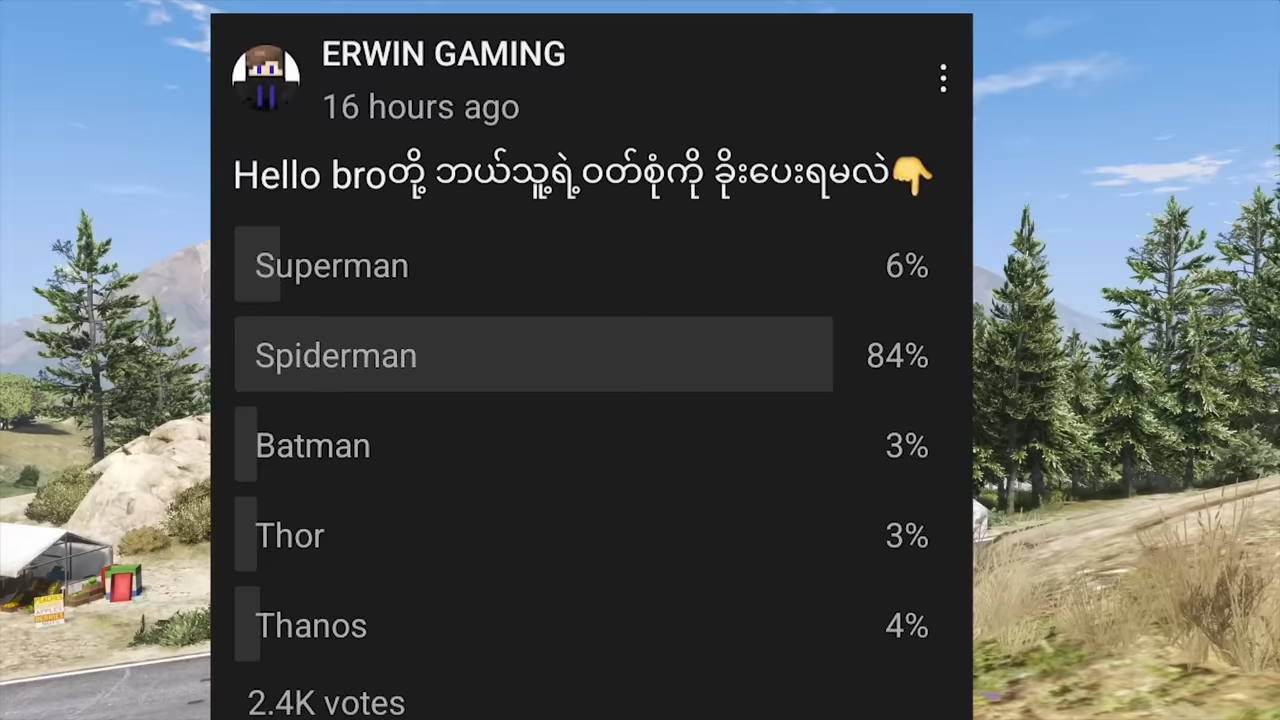 ERWIN GAMING
16 hours ago
Hello broတို့ ဘယ်သူ့ရဲ့ဝတ်စုံကို ခိုးပေးရမလဲ👇
Superman 6%
Spiderman 84%
Batman 3%
Thor 3%
Thanos 4%
2.4K votes